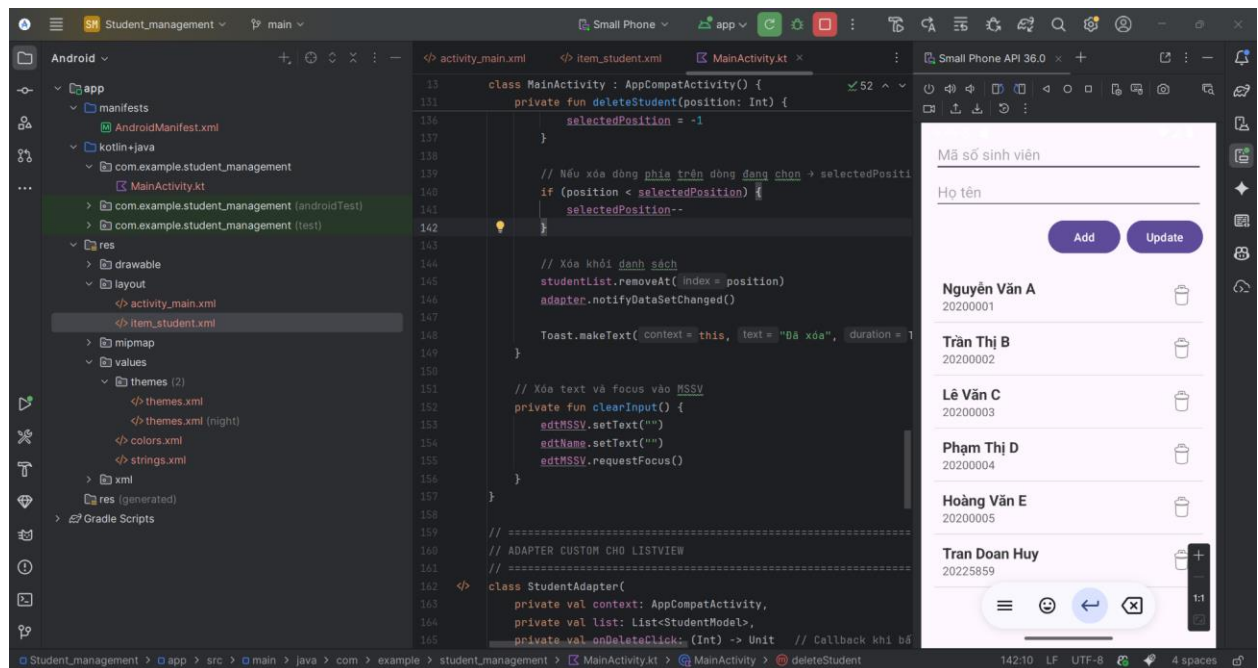 SM Student_management main Small Phone app
Android
app
manifests
AndroidManifest.xml
kotlin+java
com.example.student_management
MainActivity.kt
com.example.student_management (androidTest)
com.example.student_management (test)
res
drawable
layout
activity_main.xml
item_student.xml
mipmap
values
themes (2)
themes.xml
themes.xml (night)
colors.xml
strings.xml
xml
res (generated)
Gradle Scripts
activity_main.xml item_student.xml MainActivity.kt
52
13 class MainActivity : AppCompatActivity() {
131 private fun deleteStudent(position: Int) {
136 selectedPosition = -1
137 }
138
139 // Nếu xóa dòng phía trên dòng đang chọn → selectedPositi
140 if (position < selectedPosition) {
141 selectedPosition--
142 }
143
144 // Xóa khỏi danh sách
145 studentList.removeAt( index = position)
146 adapter.notifyDataSetChanged()
147
148 Toast.makeText( context = this, text = "Đã xóa", duration =
149 }
150
151 // Xóa text và focus vào MSSV
152 private fun clearInput() {
153 edtMSSV.setText("")
154 edtName.setText("")
155 edtMSSV.requestFocus()
156 }
157 }
158
159 // ==========================================================
160 // ADAPTER CUSTOM CHO LISTVIEW
161 // ==========================================================
162 class StudentAdapter(
163 private val context: AppCompatActivity,
164 private val list: List<StudentModel>,
165 private val onDeleteClick: (Int) -> Unit // Callback khi bấ
Small Phone API 36.0
Mã số sinh viên
Họ tên
Add Update
Nguyễn Văn A
20200001
Trần Thị B
20200002
Lê Văn C
20200003
Phạm Thị D
20200004
Hoàng Văn E
20200005
Tran Doan Huy
20225859
1:1
Student_management > app > src > main > java > com > example > student_management > MainActivity.kt > MainActivity > deleteStudent 142:10 LF UTF-8 4 spaces